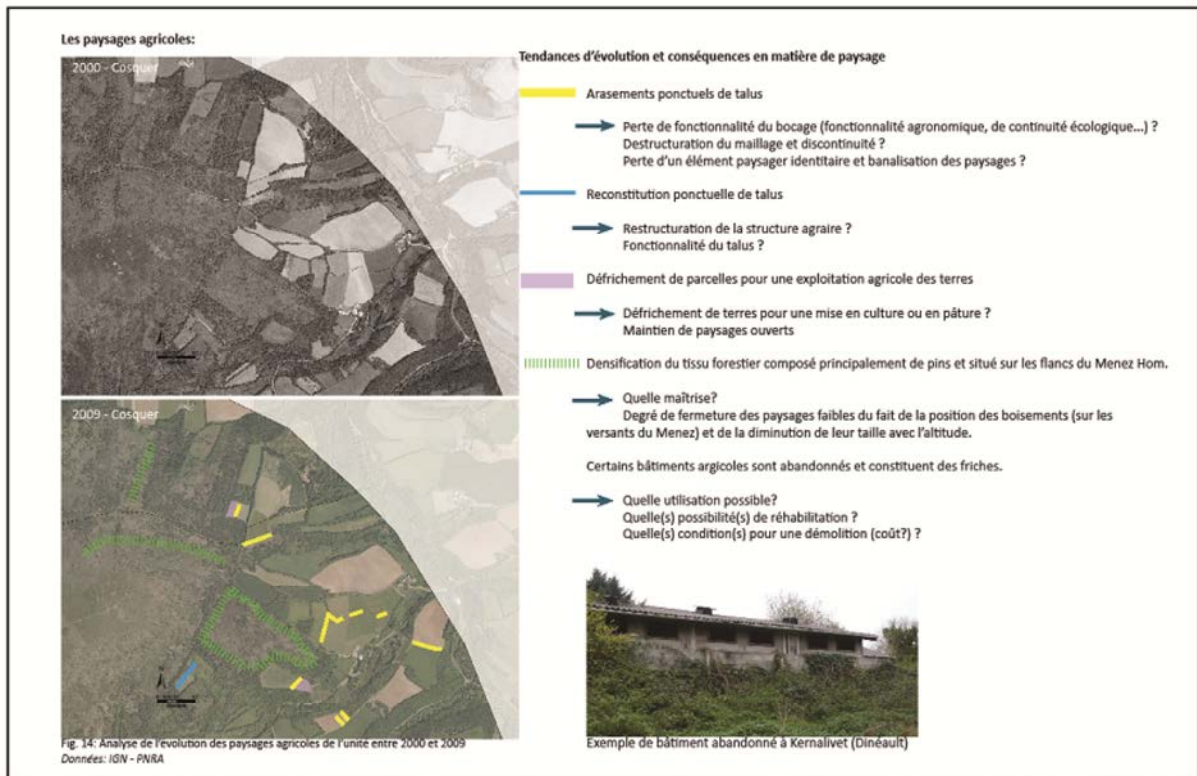 Les paysages agricoles:
2000 - Cosquer
2009 - Cosquer
N
Fig. 14: Analyse de l'évolution des paysages agricoles de l'unité entre 2000 et 2009
Données: IGN - PNRA
Tendances d'évolution et conséquences en matière de paysage
Arasements ponctuels de talus
Perte de fonctionnalité du bocage (fonctionnalité agronomique, de continuité écologique...) ?
Destructuration du maillage et discontinuité ?
Perte d'un élément paysager identitaire et banalisation des paysages ?
Reconstitution ponctuelle de talus
Restructuration de la structure agraire ?
Fonctionnalité du talus ?
Défrichement de parcelles pour une exploitation agricole des terres
Défrichement de terres pour une mise en culture ou en pâture ?
Maintien de paysages ouverts
Densification du tissu forestier composé principalement de pins et situé sur les flancs du Menez Hom.
Quelle maîtrise?
Degré de fermeture des paysages faibles du fait de la position des boisements (sur les
versants du Menez) et de la diminution de leur taille avec l'altitude.
Certains bâtiments argicoles sont abandonnés et constituent des friches.
Quelle utilisation possible?
Quelle(s) possibilité(s) de réhabilitation ?
Quelle(s) condition(s) pour une démolition (coût?) ?
Exemple de bâtiment abandonné à Kernalivet (Dinéault)